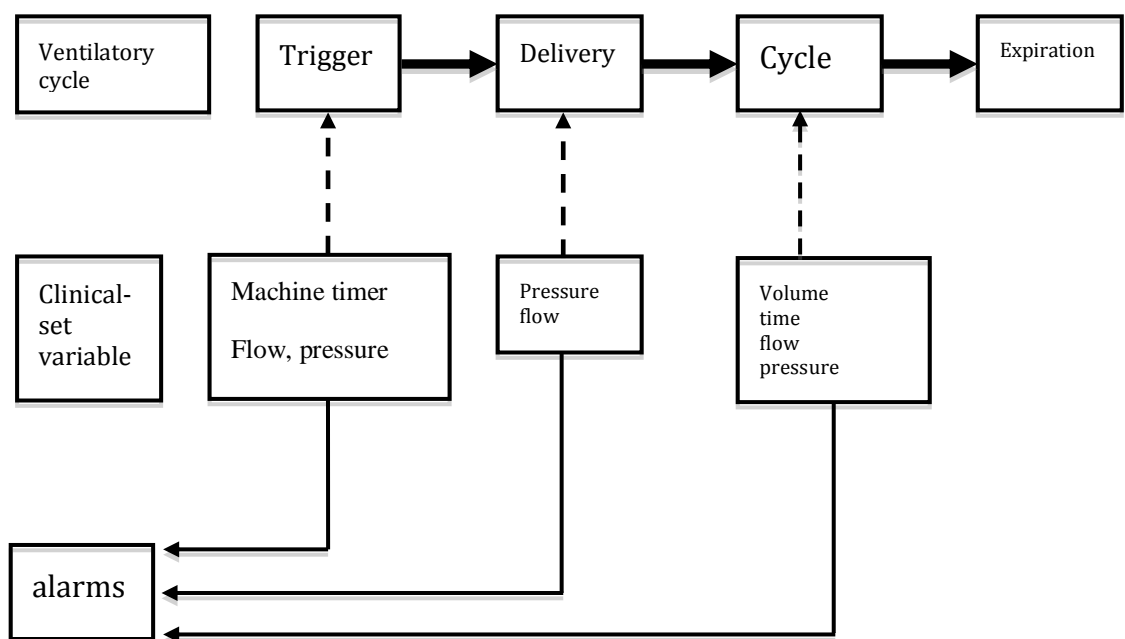 Ventilatory
cycle
Trigger
Delivery
Cycle
Expiration
Clinical-
set
variable
Machine timer
Flow, pressure
Pressure
flow
Volume
time
flow
pressure
alarms